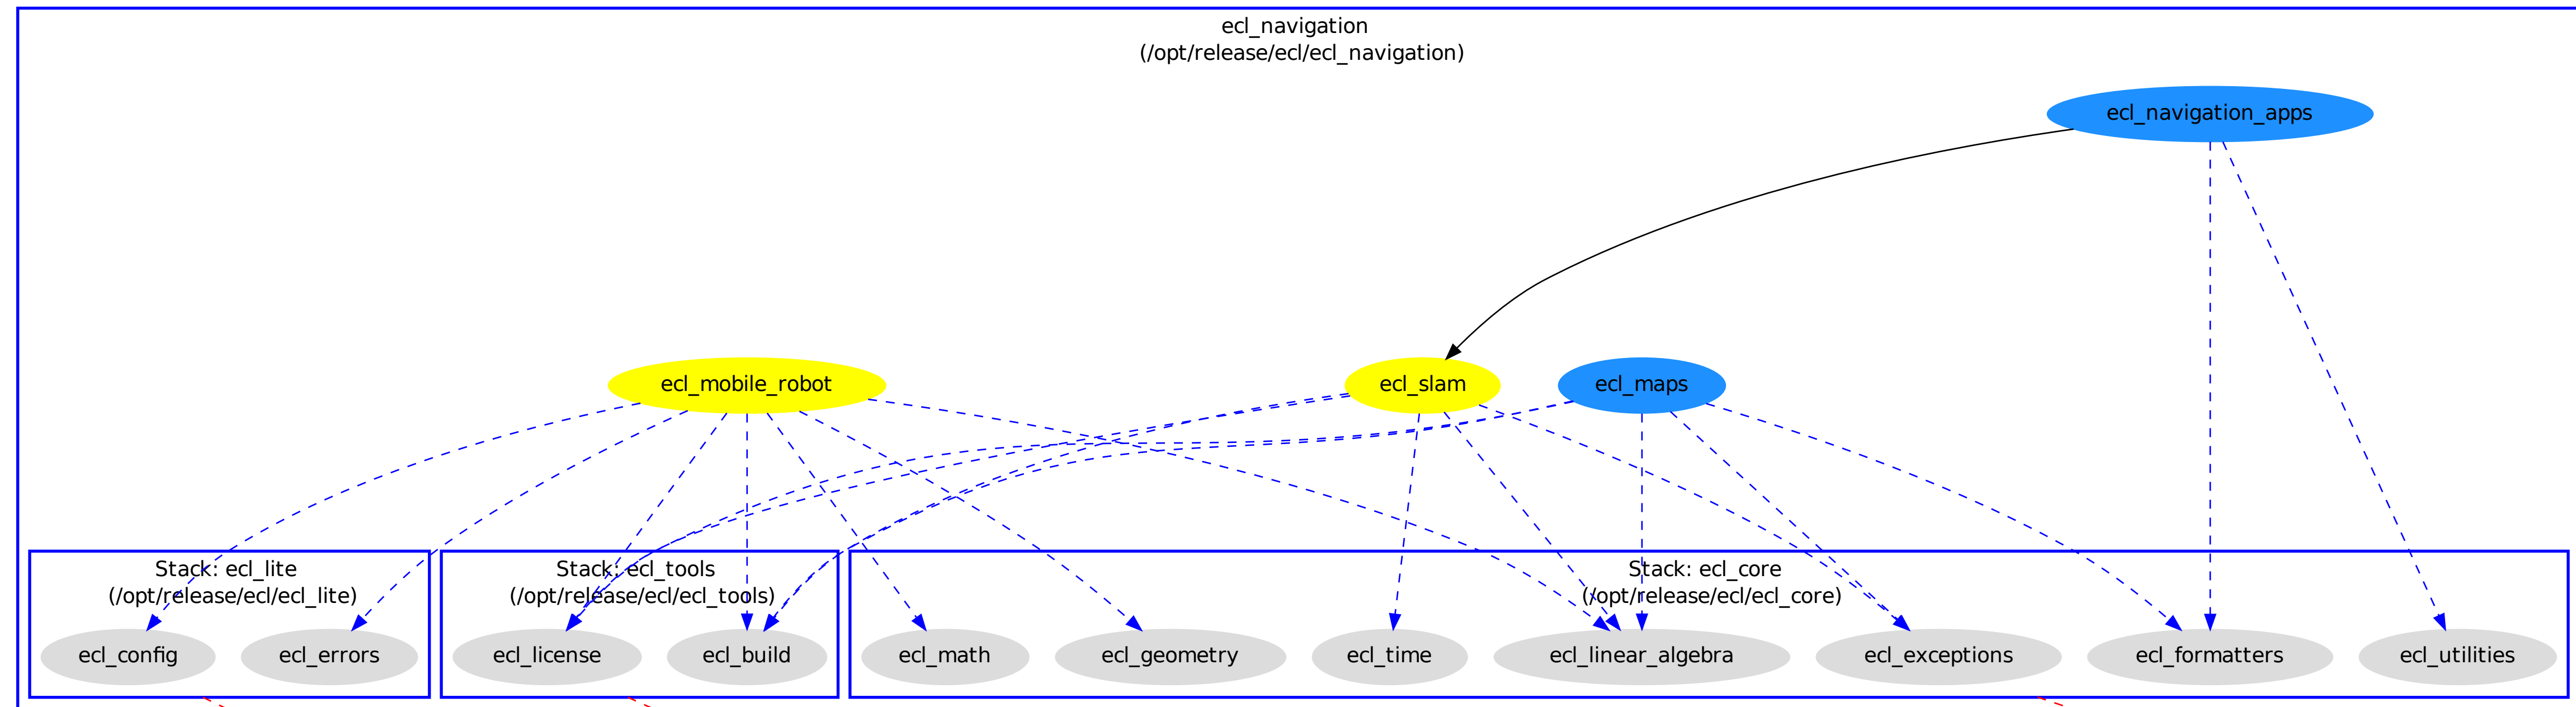 ecl_navigation
(/opt/release/ecl/ecl_navigation)
ecl_navigation_apps
ecl_mobile_robot
ecl_slam
ecl_maps
Stack: ecl_lite
(/opt/release/ecl/ecl_lite)
Stack: ecl_tools
(/opt/release/ecl/ecl_tools)
Stack: ecl_core
(/opt/release/ecl/ecl_core)
ecl_config
ecl_errors
ecl_license
ecl_build
ecl_math
ecl_geometry
ecl_time
ecl_linear_algebra
ecl_exceptions
ecl_formatters
ecl_utilities